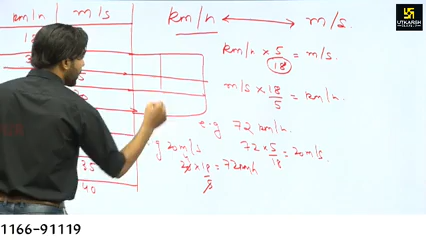 km/h | m/s
km/h ⟷ m/s.
UTKARSH
km/h × 5/18 = m/s.
m/s × 18/5 = km/h.
e.g 72 km/h.
g 20 m/s
72 × 5/18 = 20 m/s.
20 × 18/5 = 72 km/h
35
40
1166-91119